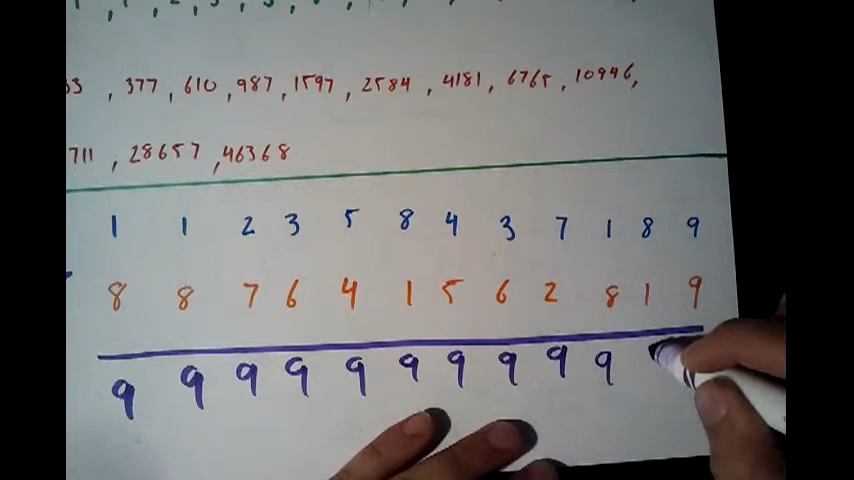 33 , 377 , 610 , 987 , 1597 , 2584 , 4181 , 6765 , 10946 ,
711 , 28657 , 46368
1 1 2 3 5 8 4 3 7 1 8 9
8 8 7 6 4 1 5 6 2 8 1 9
9 9 9 9 9 9 9 9 9 9